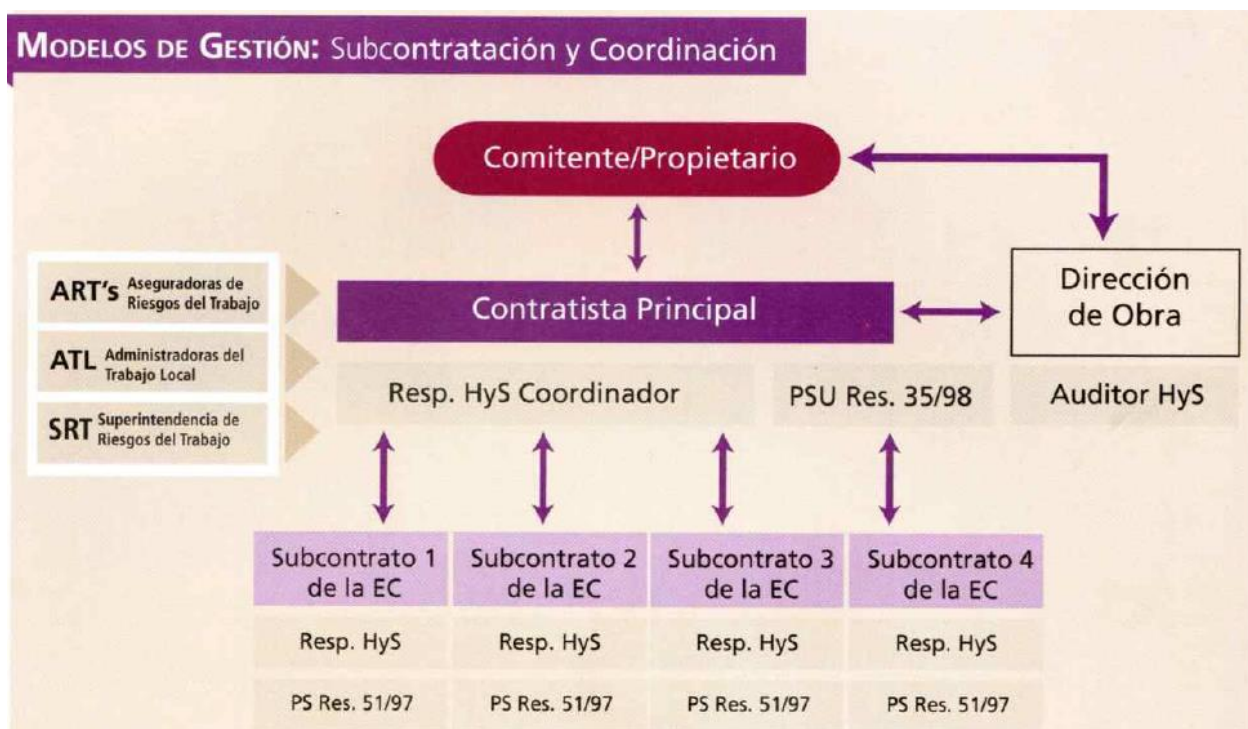 MODELOS DE GESTIÓN: Subcontratación y Coordinación
Comitente/Propietario
ART's Aseguradoras de
Riesgos del Trabajo
ATL Administradoras del
Trabajo Local
SRT Superintendencia de
Riesgos del Trabajo
Contratista Principal
Dirección
de Obra
Resp. HyS Coordinador
PSU Res. 35/98
Auditor HyS
Subcontrato 1
de la EC
Subcontrato 2
de la EC
Subcontrato 3
de la EC
Subcontrato 4
de la EC
Resp. HyS
Resp. HyS
Resp. HyS
Resp. HyS
PS Res. 51/97
PS Res. 51/97
PS Res. 51/97
PS Res. 51/97